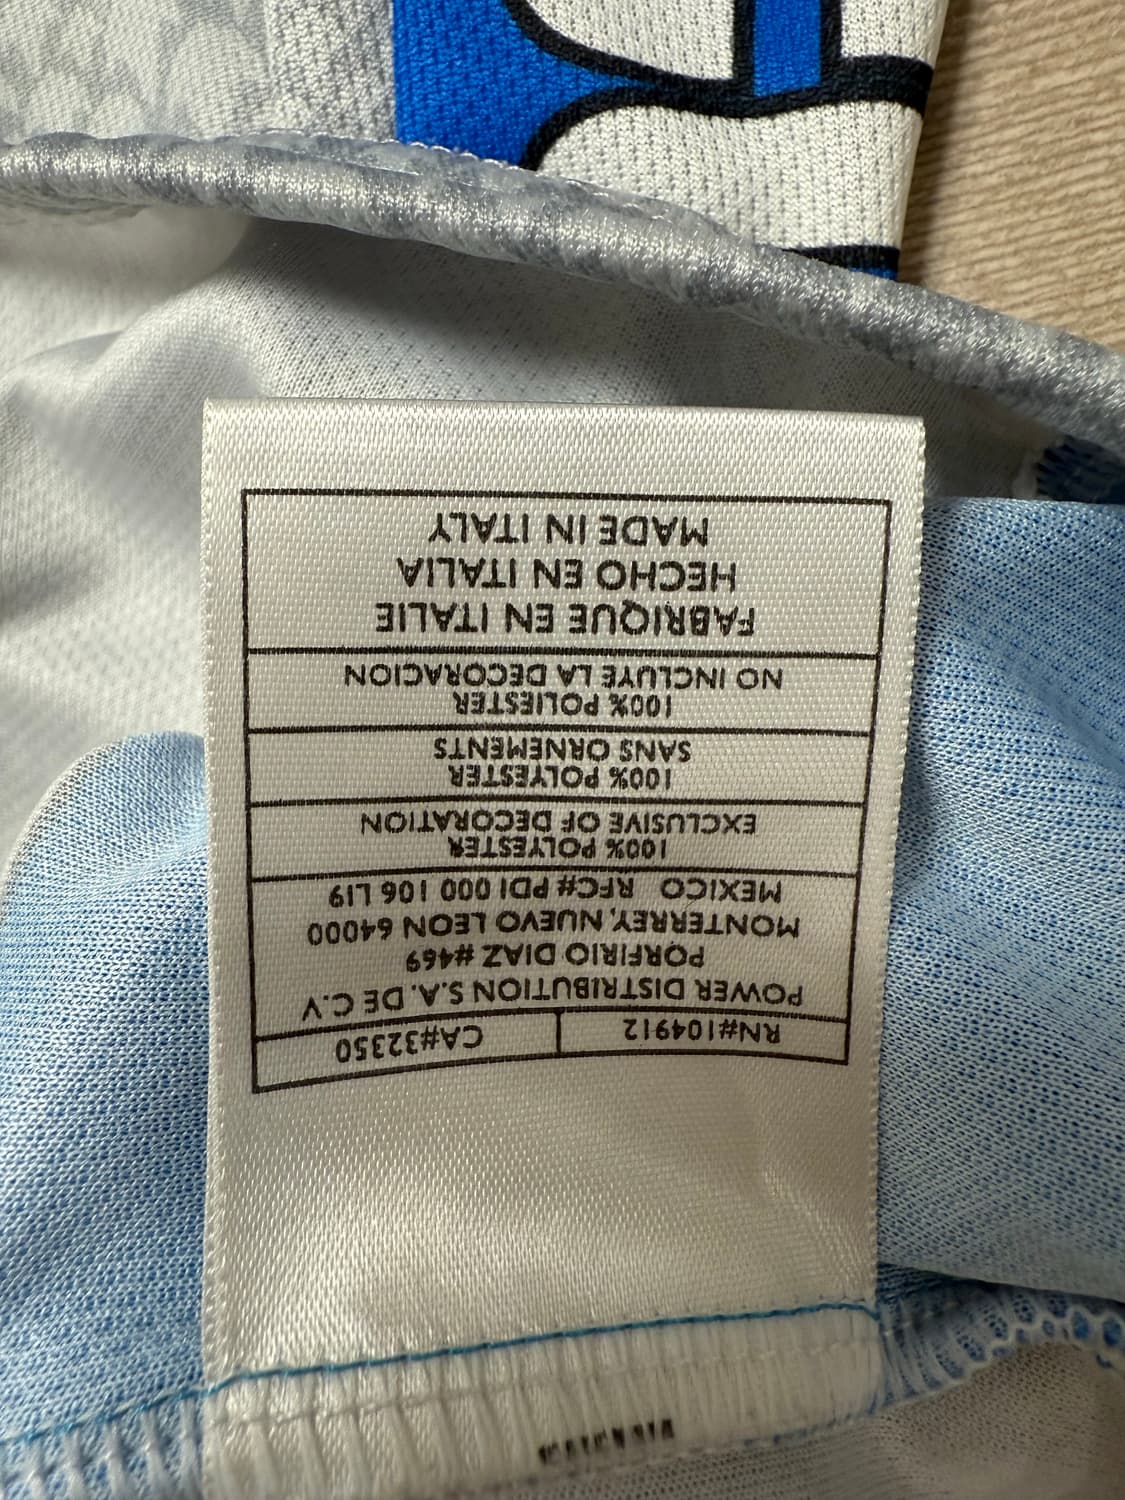 RN#104912 CA#32350
POWER DISTRIBUTION S.A. DE C.V
PORFIRIO DIAZ #469
MONTERREY, NUEVO LEON 64000
MEXICO RFC# PDI 000 106 L19
100% POLYESTER
EXCLUSIVE OF DECORATION
100% POLYESTER
SANS ORNEMENTS
100% POLIESTER
NO INCLUYE LA DECORACION
FABRIQUE EN ITALIE
HECHO EN ITALIA
MADE IN ITALY